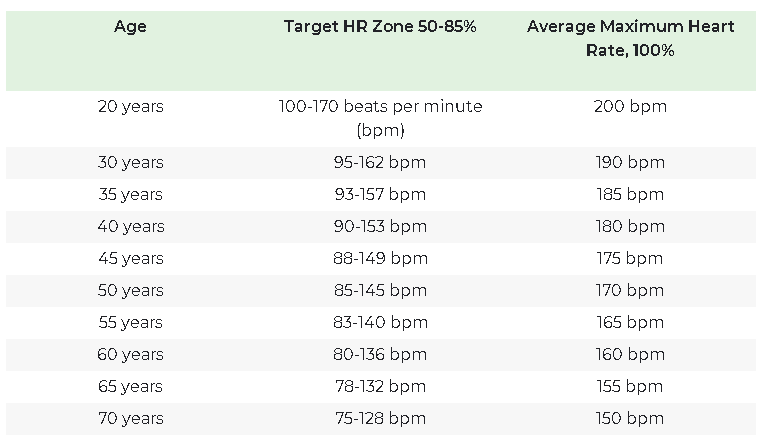 Age Target HR Zone 50-85% Average Maximum Heart
Rate, 100%
20 years 100-170 beats per minute 200 bpm
(bpm)
30 years 95-162 bpm 190 bpm
35 years 93-157 bpm 185 bpm
40 years 90-153 bpm 180 bpm
45 years 88-149 bpm 175 bpm
50 years 85-145 bpm 170 bpm
55 years 83-140 bpm 165 bpm
60 years 80-136 bpm 160 bpm
65 years 78-132 bpm 155 bpm
70 years 75-128 bpm 150 bpm